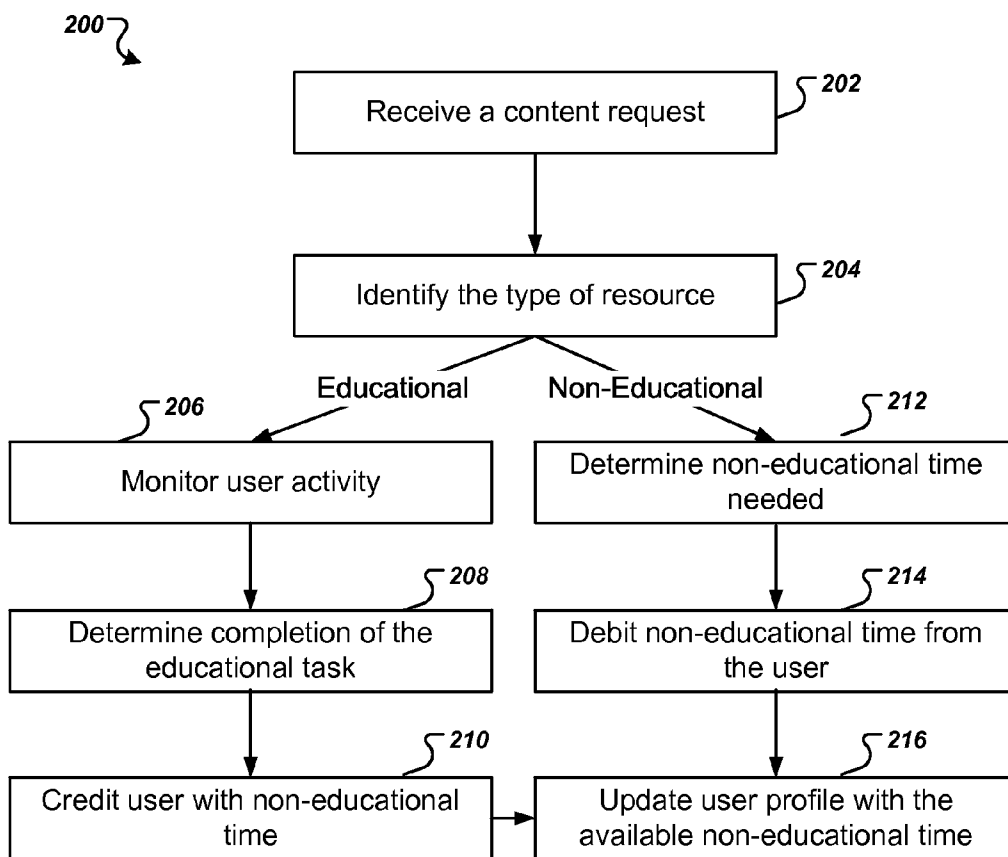 200
202
Receive a content request
204
Identify the type of resource
Educational
Non-Educational
206
Monitor user activity
212
Determine non-educational time
needed
208
Determine completion of the
educational task
214
Debit non-educational time from
the user
210
Credit user with non-educational
time
216
Update user profile with the
available non-educational time